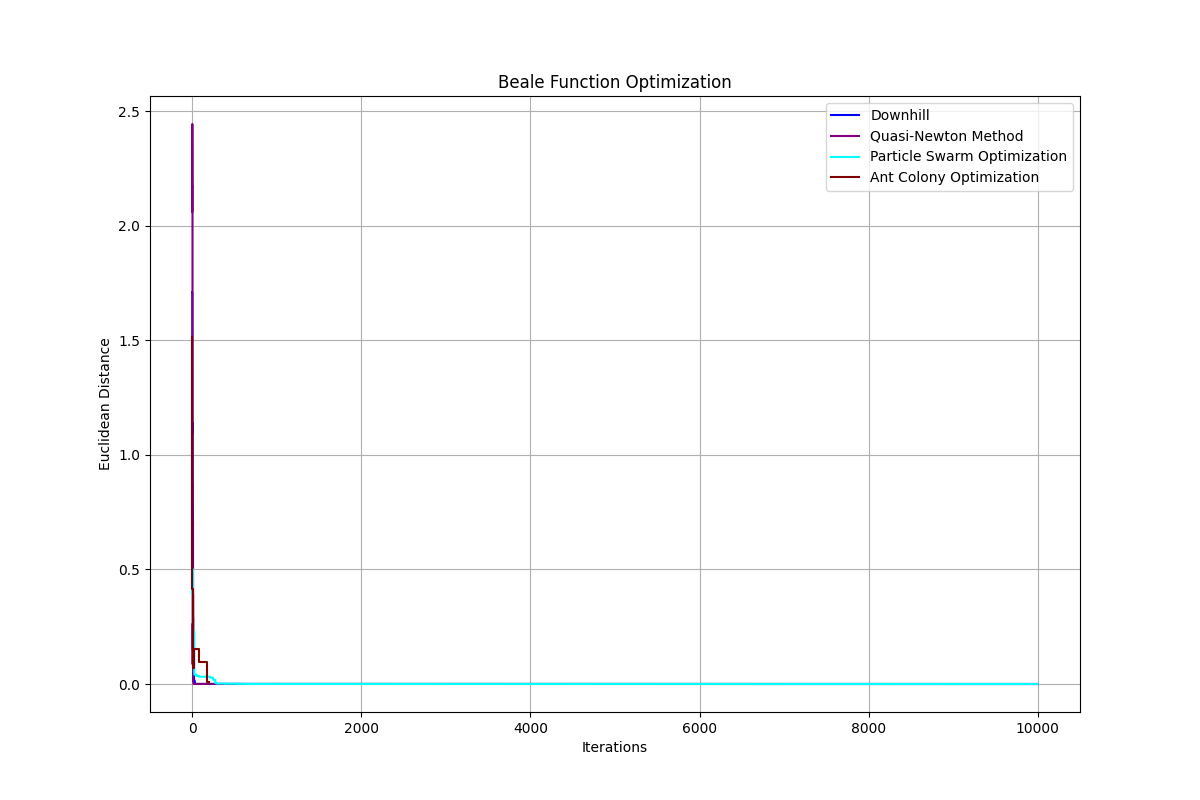 Beale Function Optimization
Downhill
Quasi-Newton Method
Particle Swarm Optimization
Ant Colony Optimization
Euclidean Distance
2.5
2.0
1.5
1.0
0.5
0.0
0 2000 4000 6000 8000 10000
Iterations